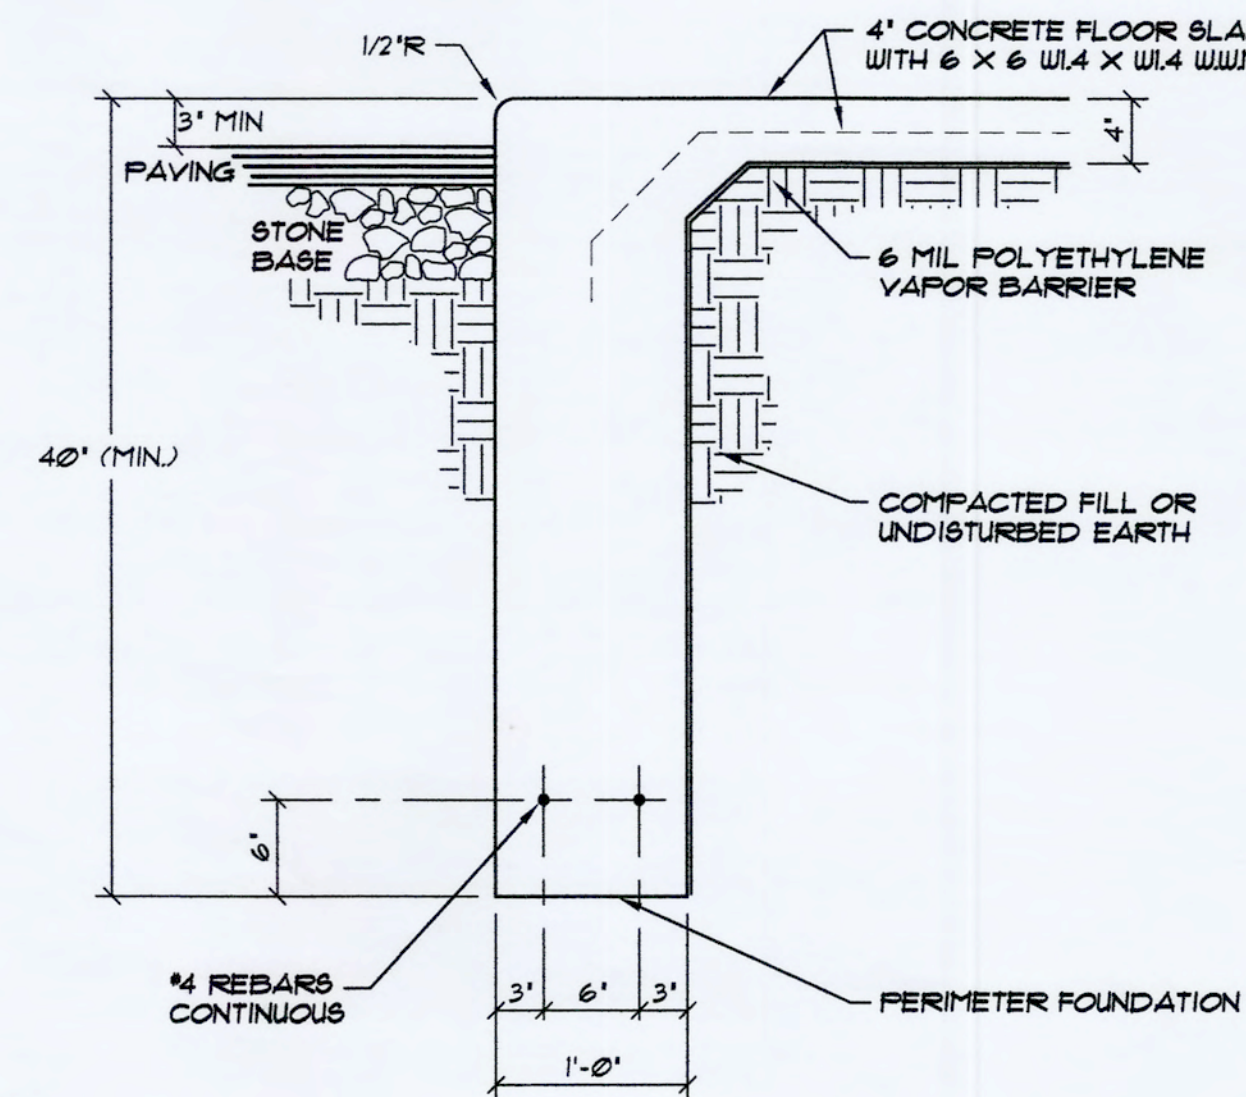 1/2"R
4" CONCRETE FLOOR SLA
WITH 6 X 6 W1.4 X W1.4 W.W.
3" MIN
4"
PAVING
STONE
BASE
6 MIL POLYETHYLENE
VAPOR BARRIER
40" (MIN.)
COMPACTED FILL OR
UNDISTURBED EARTH
6"
#4 REBARS
CONTINUOUS
3" 6" 3"
PERIMETER FOUNDATION
1'-0"